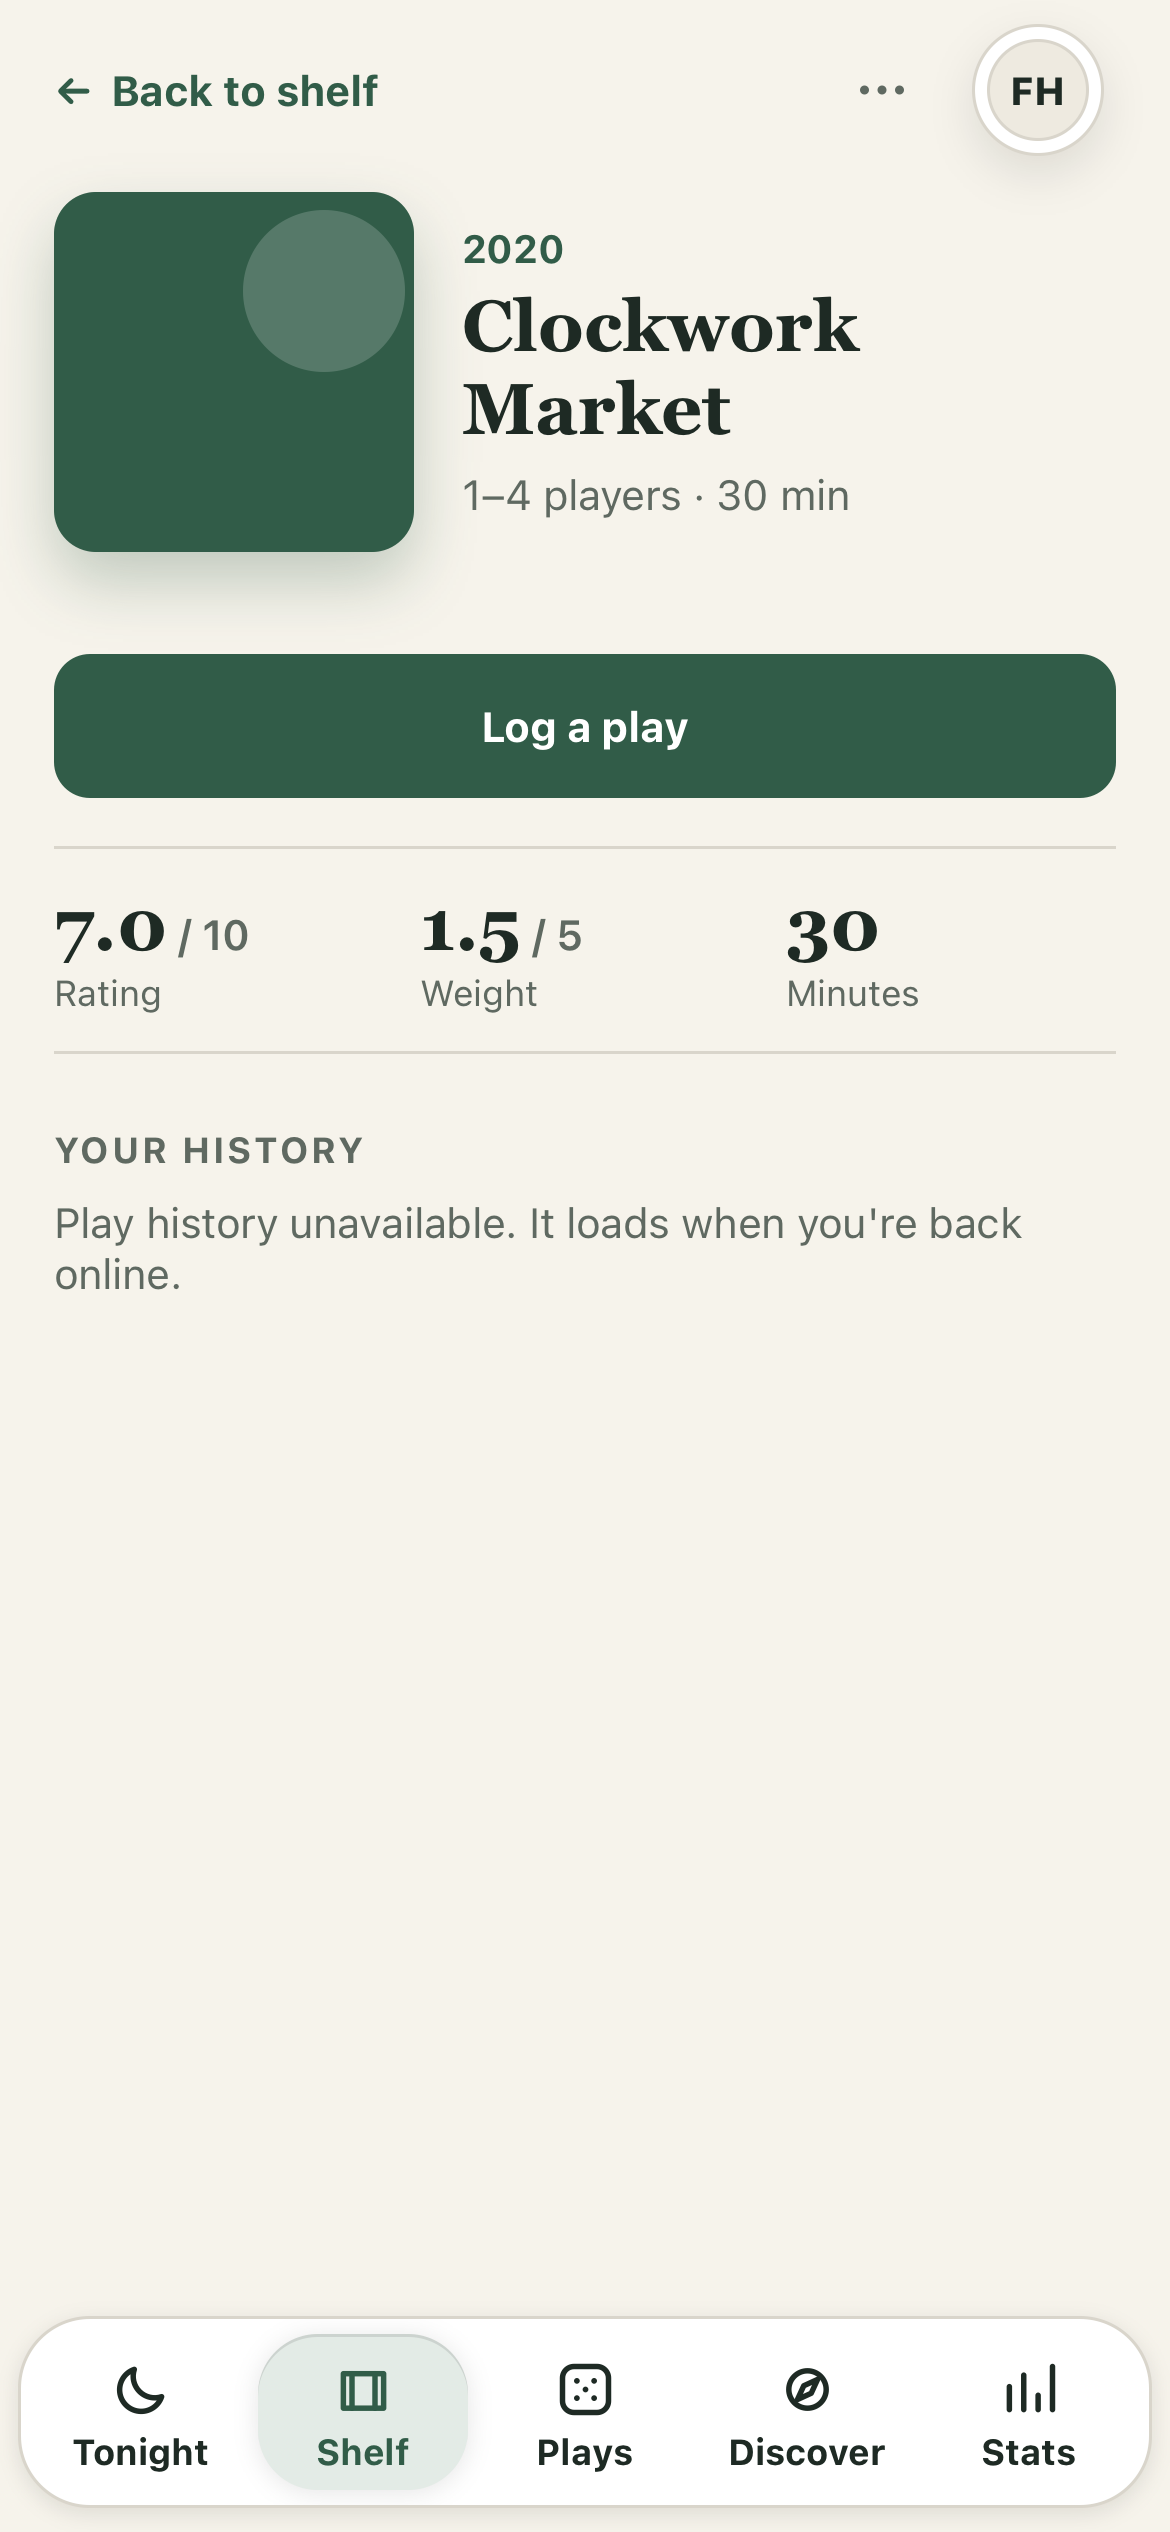 Back to shelf
FH
2020
Clockwork
Market
1–4 players · 30 min
Log a play
7.0 / 10
Rating
1.5 / 5
Weight
30
Minutes
YOUR HISTORY
Play history unavailable. It loads when you're back
online.
Tonight
Shelf
Plays
Discover
Stats